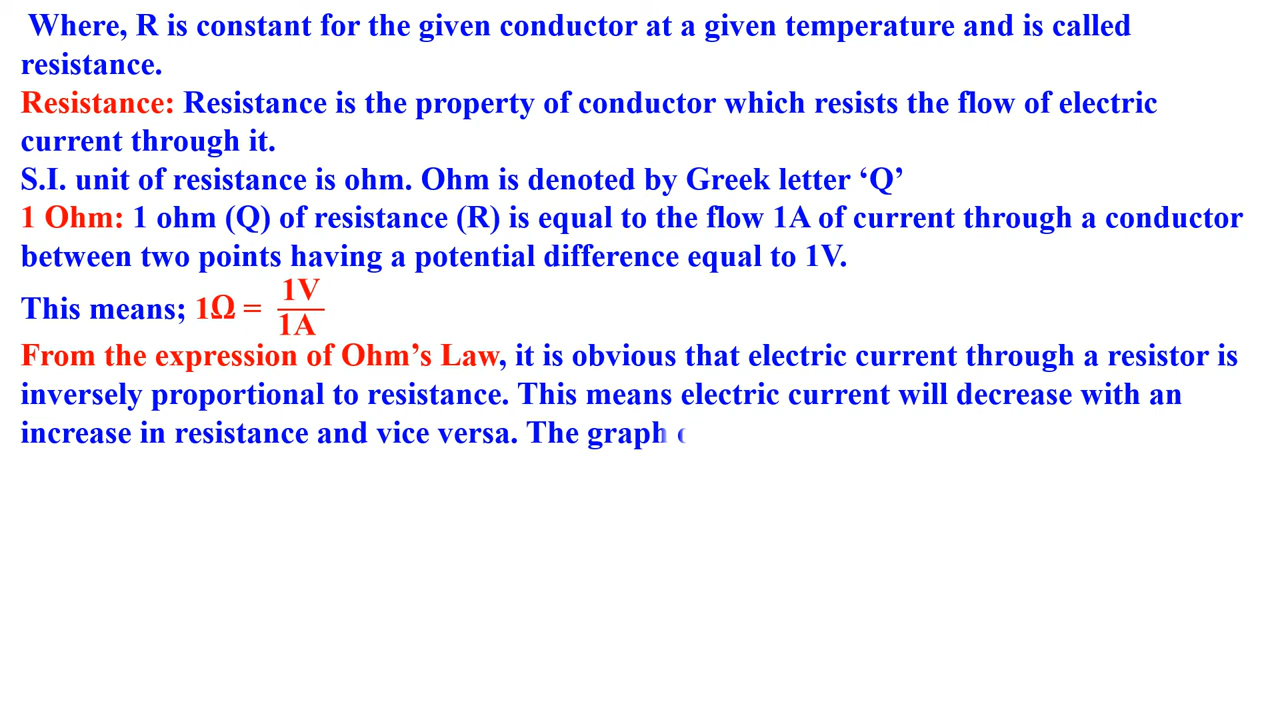 Where, R is constant for the given conductor at a given temperature and is called
resistance.
Resistance: Resistance is the property of conductor which resists the flow of electric
current through it.
S.I. unit of resistance is ohm. Ohm is denoted by Greek letter ‘Q’
1 Ohm: 1 ohm (Q) of resistance (R) is equal to the flow 1A of current through a conductor
between two points having a potential difference equal to 1V.
This means; 1Ω = 1V/1A
From the expression of Ohm’s Law, it is obvious that electric current through a resistor is
inversely proportional to resistance. This means electric current will decrease with an
increase in resistance and vice versa. The graph